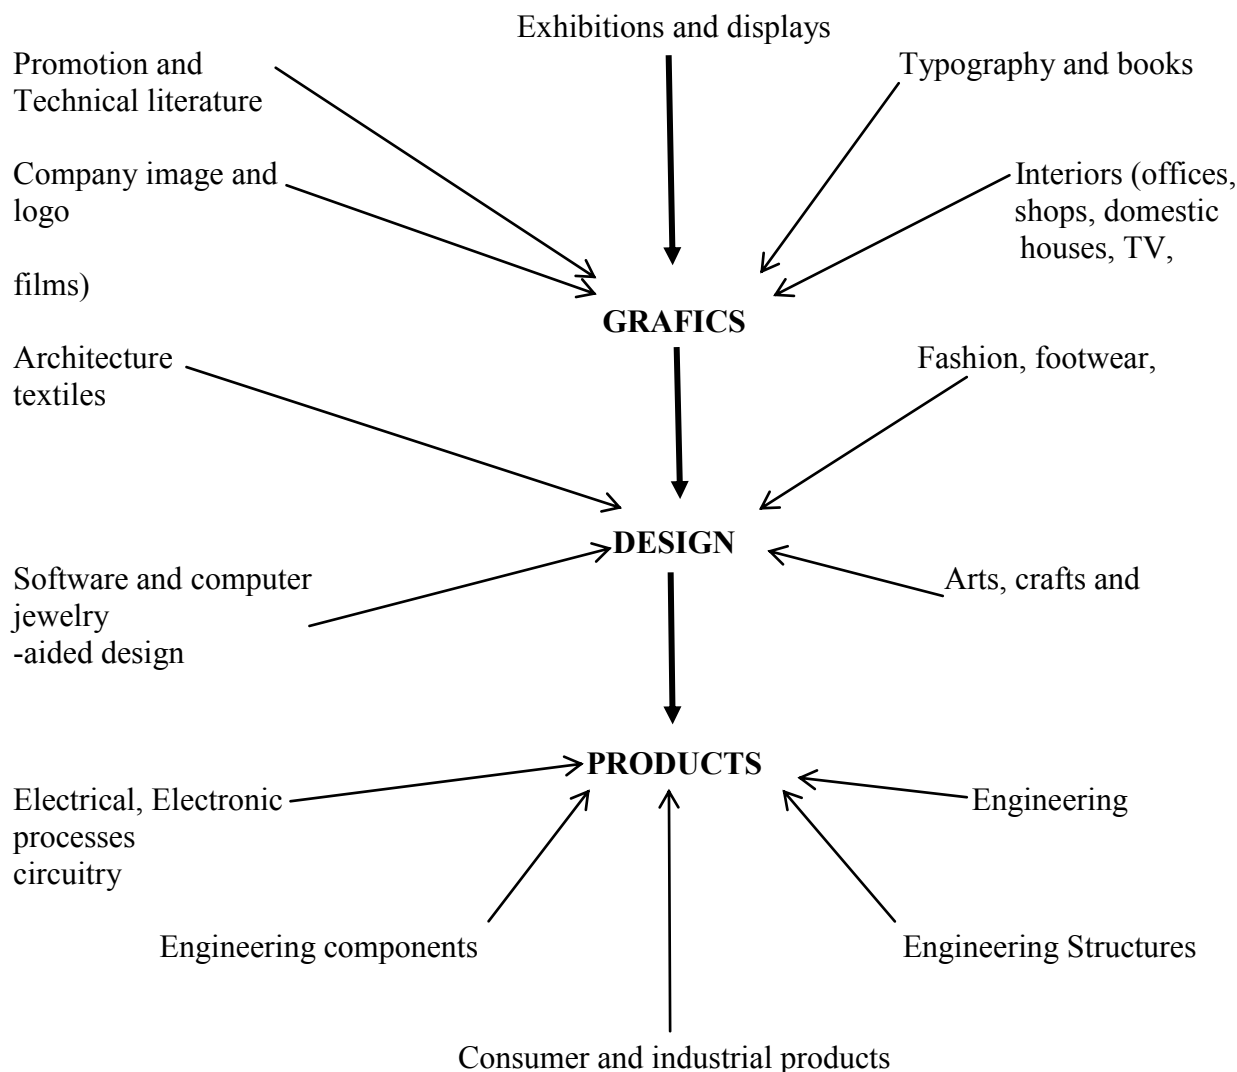 Exhibitions and displays
Promotion and
Technical literature
Typography and books
Company image and
logo
films)
Interiors (offices,
shops, domestic
houses, TV,
GRAFICS
Architecture
textiles
Fashion, footwear,
DESIGN
Software and computer
jewelry
-aided design
Arts, crafts and
PRODUCTS
Electrical, Electronic
processes
circuitry
Engineering
Engineering components
Engineering Structures
Consumer and industrial products